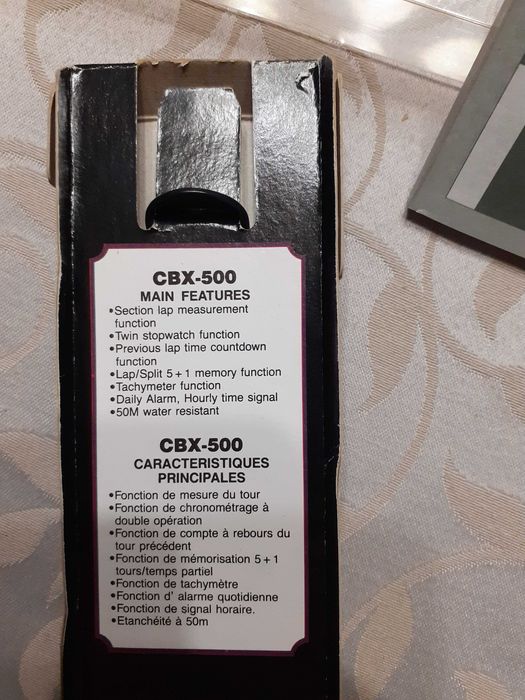 CBX-500
MAIN FEATURES
•Section lap measurement
function
•Twin stopwatch function
•Previous lap time countdown
function
•Lap/Split 5+1 memory function
•Tachymeter function
•Daily Alarm, Hourly time signal
•50M water resistant
CBX-500
CARACTERISTIQUES
PRINCIPALES
•Fonction de mesure du tour
•Fonction de chronométrage à
double opération
•Fonction de compte à rebours du
tour précédent
•Fonction de mémorisation 5+1
tours/temps partiel
•Fonction de tachymètre
•Fonction d' alarme quotidienne
•Fonction de signal horaire.
•Etanchéité à 50m